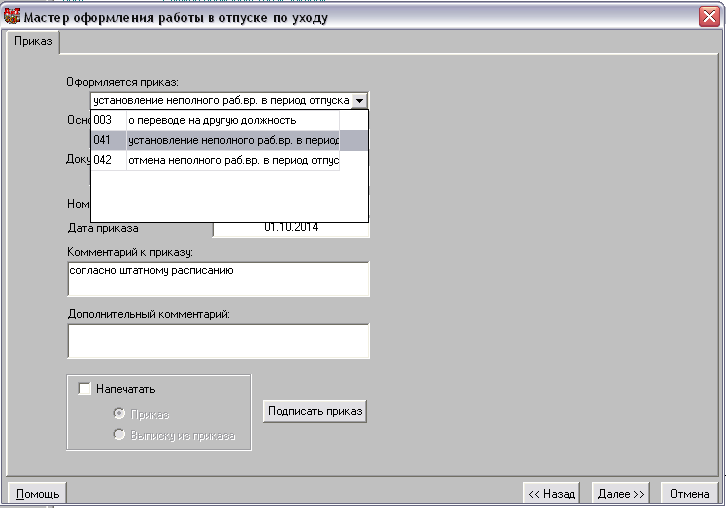 Мастер оформления работы в отпуске по уходу
Приказ
Оформляется приказ:
установление неполного раб.вр. в период отпуска
Осно
003 о переводе на другую должность
041 установление неполного раб.вр. в период
Доку
042 отмена неполного раб.вр. в период отпус
Ном
Дата приказа 01.10.2014
Комментарий к приказу:
согласно штатному расписанию
Дополнительный комментарий:
Напечатать
Приказ
Подписать приказ
Выписку из приказа
Помощь
<< Назад
Далее >>
Отмена